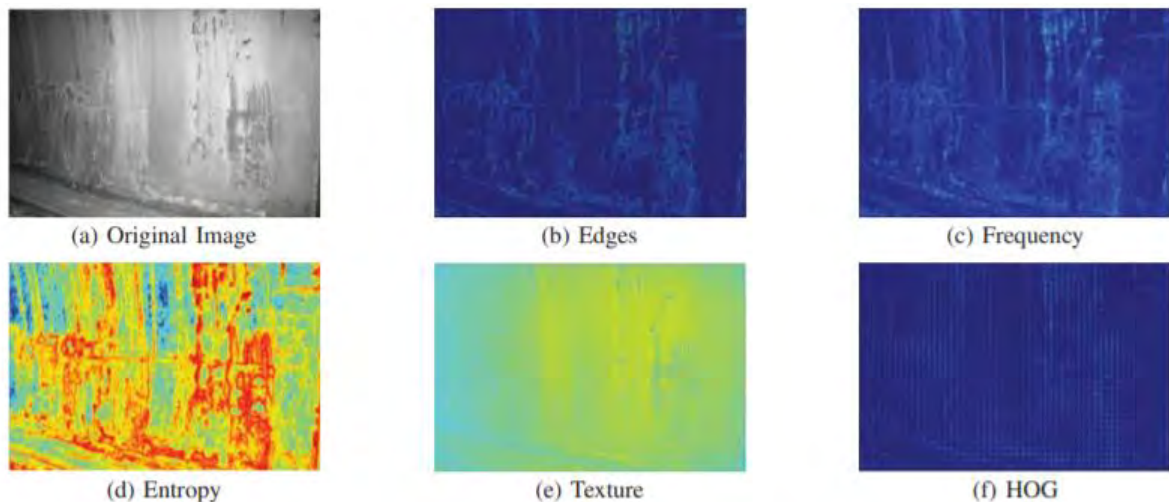 (a) Original Image
(b) Edges
(c) Frequency
(d) Entropy
(e) Texture
(f) HOG